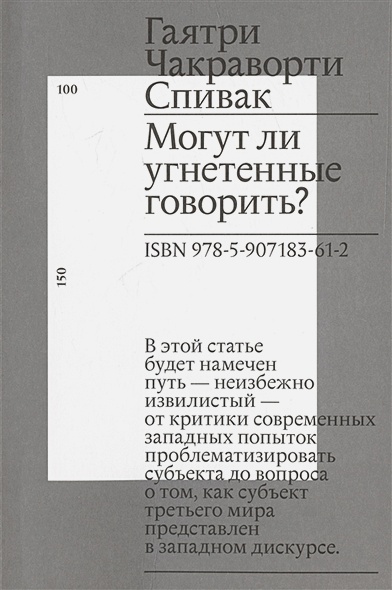 Гаятри
Чакраворти
Спивак
100
Могут ли
угнетенные
говорить?
ISBN 978-5-907183-61-2
150
В этой статье
будет намечен
путь — неизбежно
извилистый —
от критики современных
западных попыток
проблематизировать
субъекта до вопроса
о том, как субъект
третьего мира
представлен
в западном дискурсе.